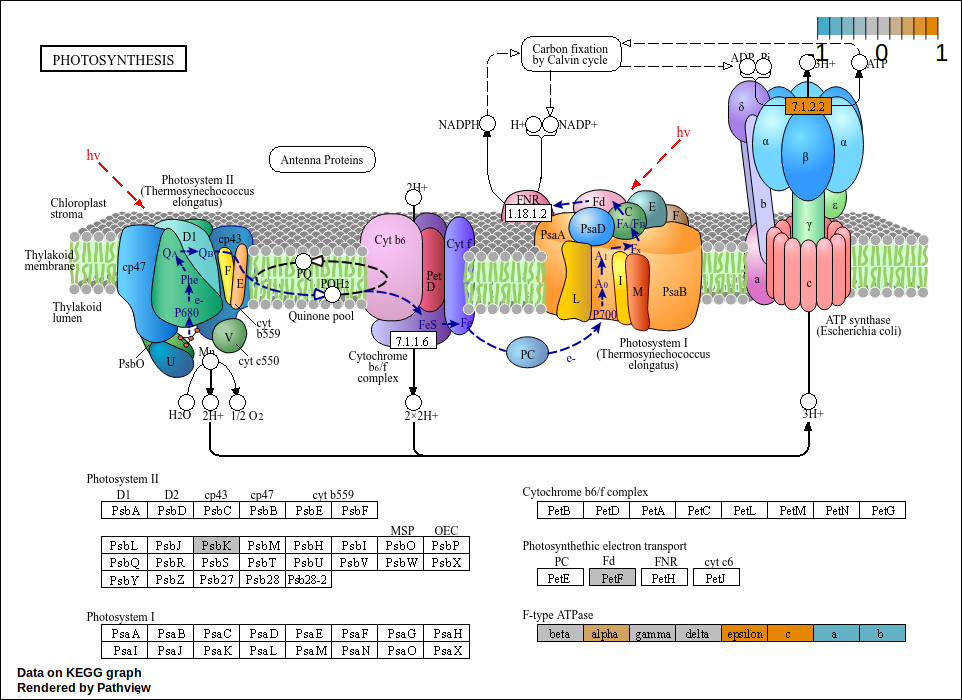 PHOTOSYNTHESIS
-1 0 1
Carbon fixation
by Calvin cycle
ADP Pi 3H+ ATP
NADPH H+ NADP+
7.1.2.2
δ α β α
hν hν
Antenna Proteins
Photosystem II
(Thermosynechococcus
elongatus)
Chloroplast
stroma
2H+
FNR
1.18.1.2
Fd C E F
FA/FB
b γ ε
D1 cp43
QA QB
cp47 F E
Phe
e-
P680
Thylakoid
membrane
Thylakoid
lumen
PQ
PQH2
Quinone pool
Cyt b6 Cyt f
Pet
D
FeS Fe
7.1.1.6
Cytochrome
b6/f
complex
PsaA PsaD
Fx
A1
A0
P700
L I M PsaB
a c
ATP synthase
(Escherichia coli)
Photosystem I
(Thermosynechococcus
elongatus)
PC
e-
cyt
b559
V
cyt c550
PsbO U Mn
H2O 2H+ 1/2 O2
2×2H+
3H+
Photosystem II
D1 D2 cp43 cp47 cyt b559
PsbA PsbD PsbC PsbB PsbE PsbF
MSP OEC
PsbL PsbJ PsbK PsbM PsbH PsbI PsbO PsbP
PsbQ PsbR PsbS PsbT PsbU PsbV PsbW PsbX
PsbY PsbZ Psb27 Psb28 Psb28-2
Photosystem I
PsaA PsaB PsaC PsaD PsaE PsaF PsaG PsaH
PsaI PsaJ PsaK PsaL PsaM PsaN PsaO PsaX
Cytochrome b6/f complex
PetB PetD PetA PetC PetL PetM PetN PetG
Photosynthethic electron transport
PC Fd FNR cyt c6
PetE PetF PetH PetJ
F-type ATPase
beta alpha gamma delta epsilon c a b
Data on KEGG graph
Rendered by Pathview